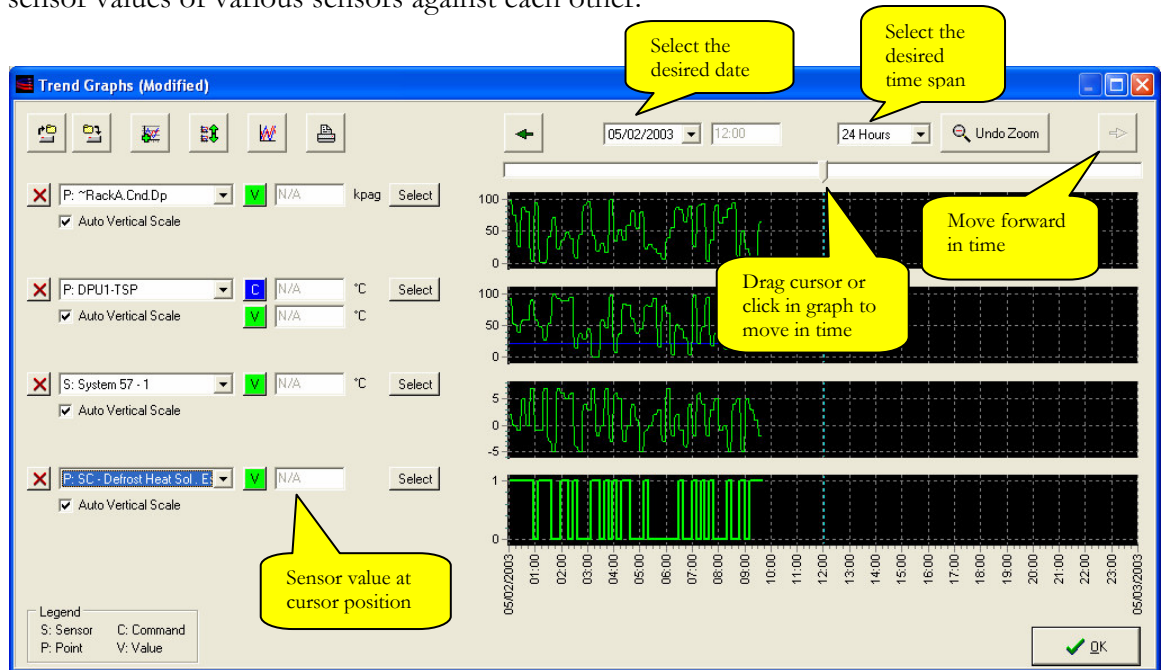 sensor values of various sensors against each other.
Select the
desired date
Select the
desired
time span
Trend Graphs (Modified)
05/02/2003
12:00
24 Hours
Undo Zoom
P: ~RackA.Cnd.Dp
V
N/A
kpag
Select
Auto Vertical Scale
100
50
0
Move forward
in time
Drag cursor or
click in graph to
move in time
P: DPU1-TSP
C
N/A
°C
Select
Auto Vertical Scale
V
N/A
°C
100
50
0
S: System 57 - 1
V
N/A
°C
Select
Auto Vertical Scale
5
0
-5
P: SC - Defrost Heat Sol . Es
V
N/A
Select
Auto Vertical Scale
1
0
Sensor value at
cursor position
05/02/2003
01:00
02:00
03:00
04:00
05:00
06:00
07:00
08:00
09:00
10:00
11:00
12:00
13:00
14:00
15:00
16:00
17:00
18:00
19:00
20:00
21:00
22:00
23:00
05/03/2003
Legend
S: Sensor C: Command
P: Point V: Value
OK